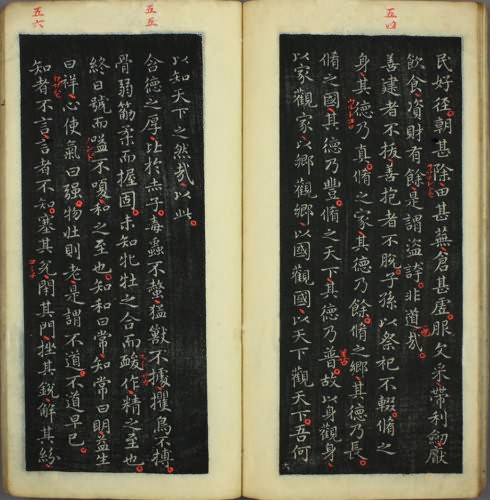 五四
民好径朝甚除田甚蕪倉甚虛服文采帶利劒厭
飲食資財有餘是謂盜誇非道哉
善建者不拔善抱者不脫子孫以祭祀不輟脩之
身其德乃真脩之家其德乃餘脩之鄉其德乃長
脩之國其德乃豐脩之天下其德乃普故以身觀身
以家觀家以鄉觀鄉以國觀國以天下觀天下吾何
五五
以知天下之然哉以此
含德之厚比於赤子毒蟲不螫猛獸不據攫鳥不搏
骨弱筋柔而握固未知牝牡之合而酸作精之至也
終日號而嗌不嗄和之至也知和曰常知常曰明益生
五六
曰祥心使氣曰强物壯則老是謂不道不道早已
知者不言言者不知塞其兊閉其門挫其銳解其紛